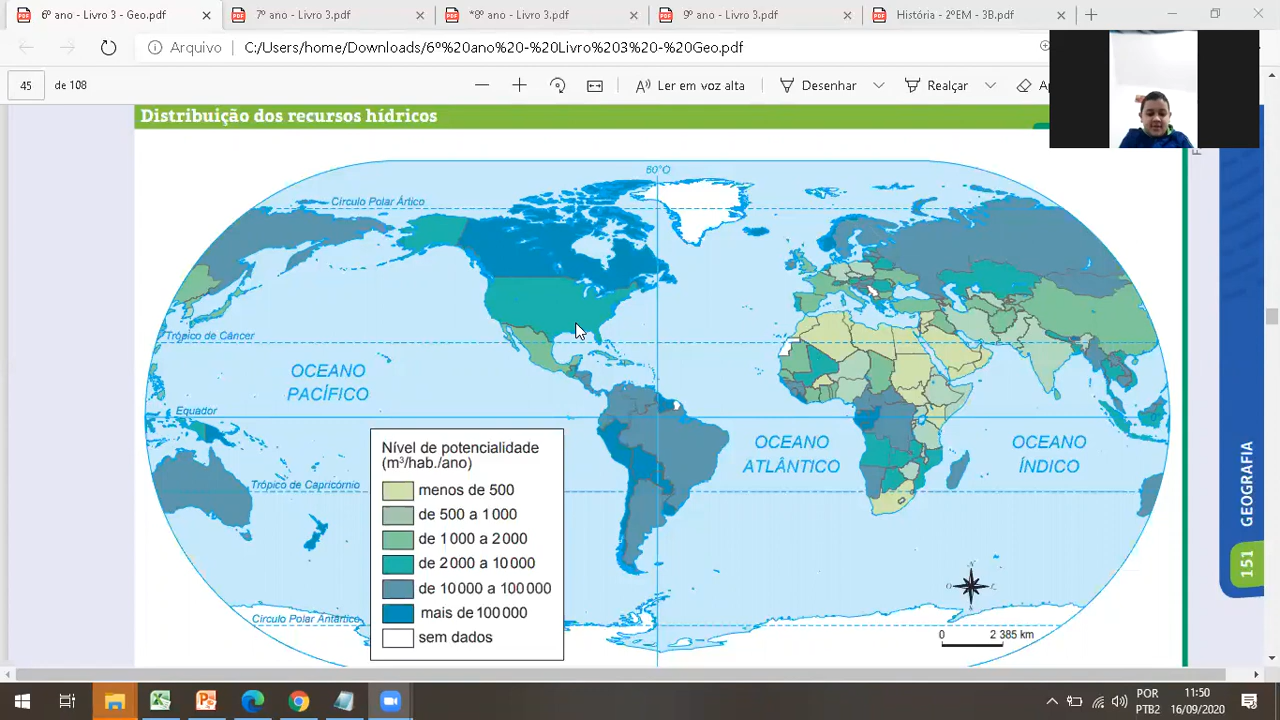 6º ano - Livro 3 - Geo.pdf
7º ano - Livro 3.pdf
*8º ano - Livro 3.pdf
9º ano - Livro 3.pdf
História - 2ºEM - 3B.pdf
Arquivo
C:/Users/home/Downloads/6º%20ano%20-%20Livro%203%20-%20Geo.pdf
45 de 108
Ler em voz alta
Desenhar
Realçar
Distribuição dos recursos hídricos
60°O
Círculo Polar Ártico
Trópico de Câncer
OCEANO
PACÍFICO
Equador
OCEANO
ATLÂNTICO
OCEANO
ÍNDICO
Trópico de Capricórnio
Círculo Polar Antártico
Nível de potencialidade
(m³/hab./ano)
menos de 500
de 500 a 1 000
de 1 000 a 2 000
de 2 000 a 10 000
de 10 000 a 100 000
mais de 100 000
sem dados
N
O
L
S
0 2 385 km
GEOGRAFIA
151
POR
PTB2
11:50
16/09/2020